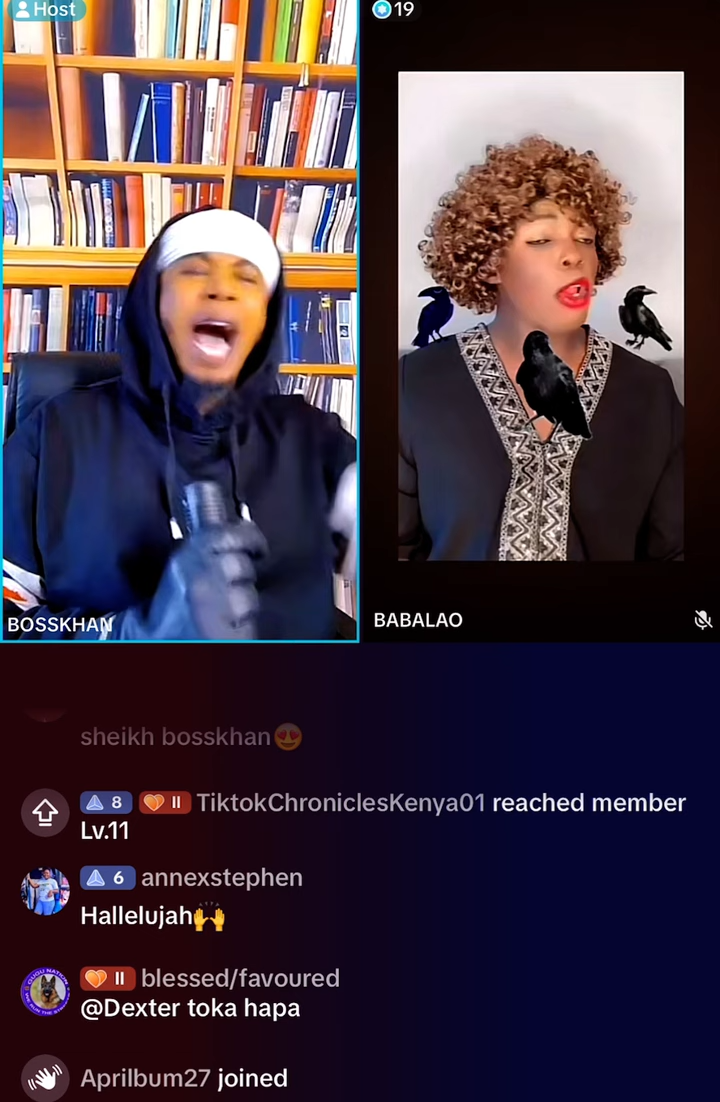 Host
19
BOSSKHAN
BABALAO
sheikh bosskhan😍
8 II TiktokChroniclesKenya01 reached member
Lv.11
6 annexstephen
Hallelujah🙌
II blessed/favoured
@Dexter toka hapa
Aprilbum27 joined